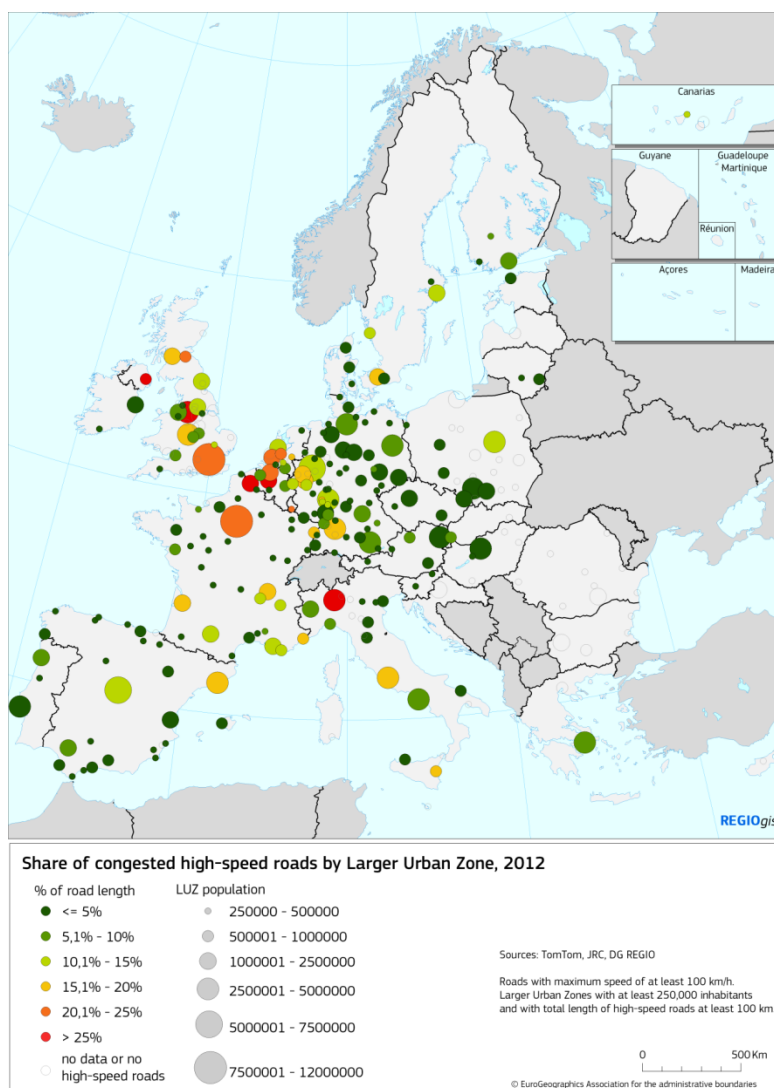 Canarias
Guyane
Guadeloupe
Martinique
Réunion
Açores
Madeira
REGIOgis
Share of congested high-speed roads by Larger Urban Zone, 2012
% of road length
<= 5%
5,1% - 10%
10,1% - 15%
15,1% - 20%
20,1% - 25%
> 25%
no data or no
high-speed roads
LUZ population
250000 - 500000
500001 - 1000000
1000001 - 2500000
2500001 - 5000000
5000001 - 7500000
7500001 - 12000000
Sources: TomTom, JRC, DG REGIO
Roads with maximum speed of at least 100 km/h.
Larger Urban Zones with at least 250,000 inhabitants
and with total length of high-speed roads at least 100 km
0 500 Km
© EuroGeographics Association for the administrative boundaries